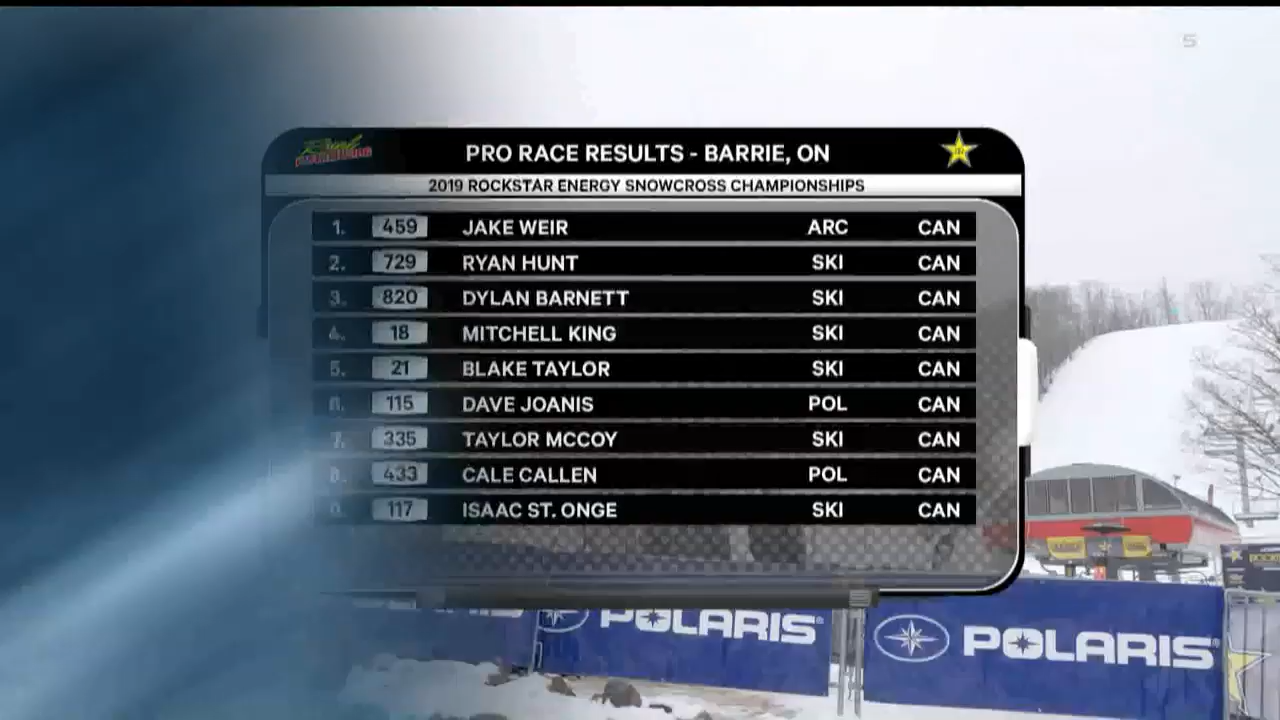 PRO RACE RESULTS - BARRIE, ON
2019 ROCKSTAR ENERGY SNOWCROSS CHAMPIONSHIPS
1. 459 JAKE WEIR ARC CAN
2. 729 RYAN HUNT SKI CAN
3. 820 DYLAN BARNETT SKI CAN
4. 18 MITCHELL KING SKI CAN
5. 21 BLAKE TAYLOR SKI CAN
6. 115 DAVE JOANIS POL CAN
7. 335 TAYLOR MCCOY SKI CAN
8. 433 CALE CALLEN POL CAN
9. 117 ISAAC ST. ONGE SKI CAN
POLARIS®
POLARIS®